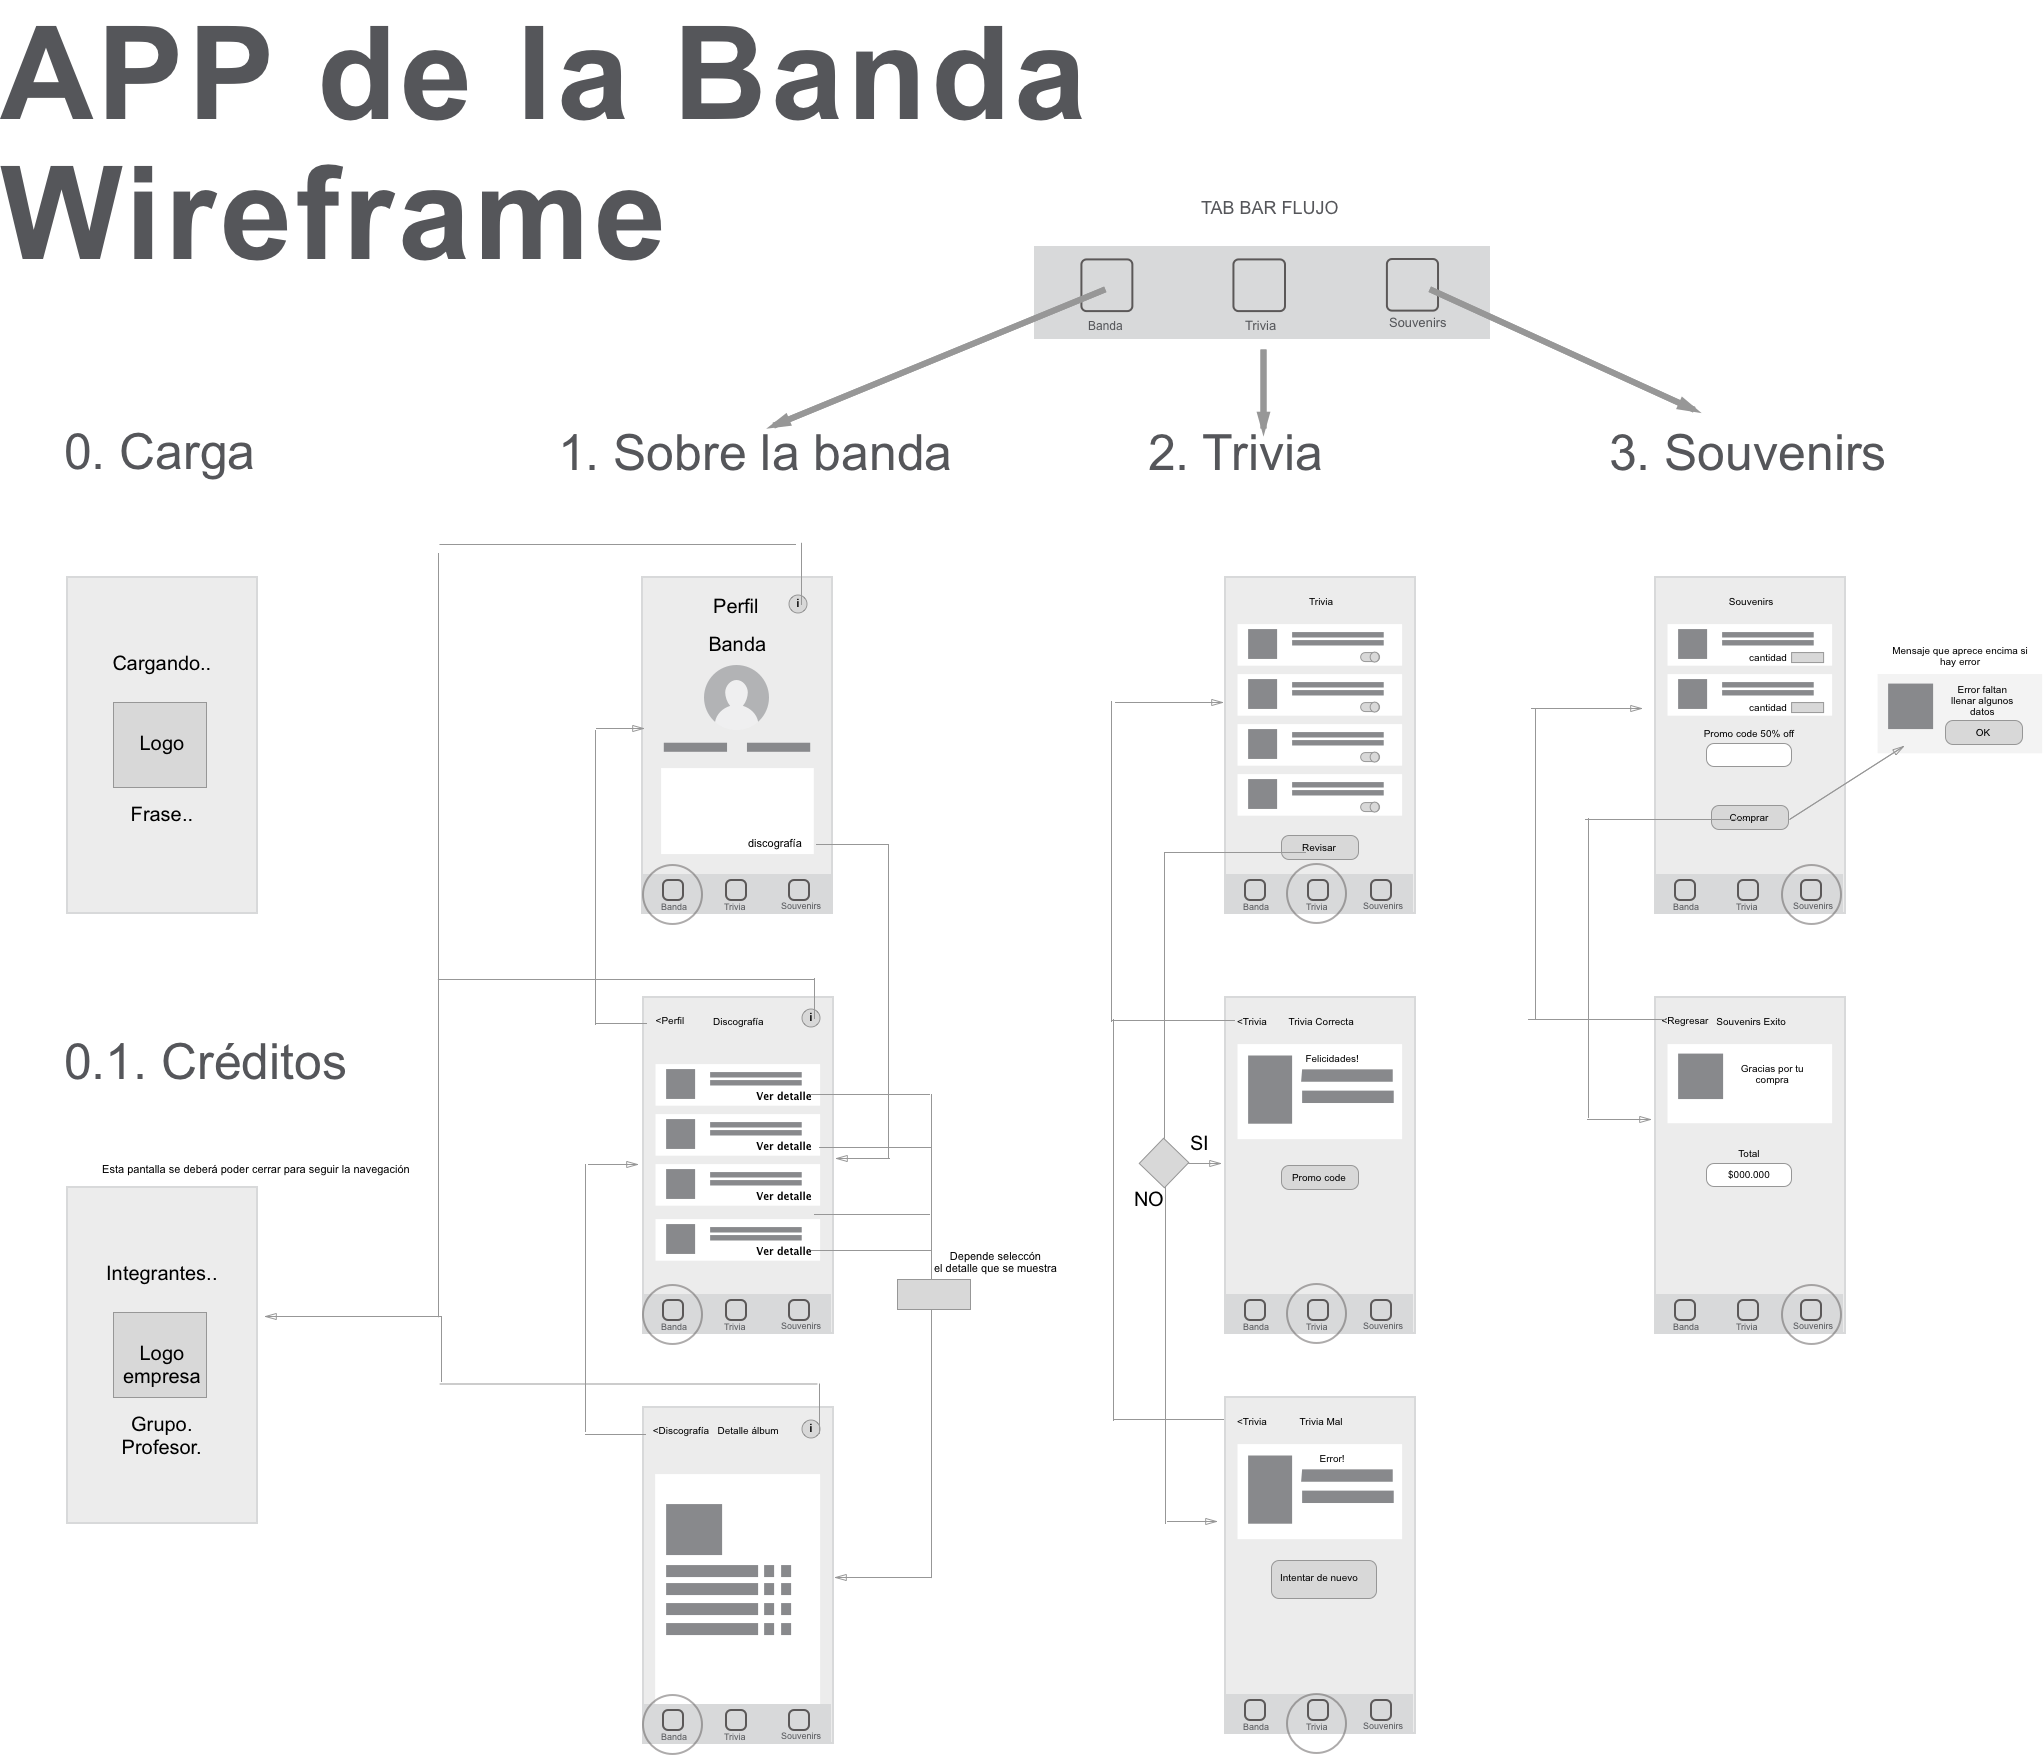 APP de la Banda
Wireframe
TAB BAR FLUJO
Banda
Trivia
Souvenirs
0. Carga
1. Sobre la banda
2. Trivia
3. Souvenirs
Cargando..
Logo
Frase..
0.1. Créditos
Esta pantalla se deberá poder cerrar para seguir la navegación
Integrantes..
Logo
empresa
Grupo.
Profesor.
Perfil
i
Banda
discografía
Banda
Trivia
Souvenirs
<Perfil
Discografía
i
Ver detalle
Ver detalle
Ver detalle
Ver detalle
Banda
Trivia
Souvenirs
Depende seleccón
el detalle que se muestra
<Discografía
Detalle álbum
i
Banda
Trivia
Souvenirs
Trivia
Revisar
Banda
Trivia
Souvenirs
SI
NO
<Trivia
Trivia Correcta
Felicidades!
Promo code
Banda
Trivia
Souvenirs
<Trivia
Trivia Mal
Error!
Intentar de nuevo
Banda
Trivia
Souvenirs
Souvenirs
cantidad
cantidad
Promo code 50% off
Comprar
Banda
Trivia
Souvenirs
Mensaje que aprece encima si
hay error
Error faltan
llenar algunos
datos
OK
<Regresar
Souvenirs Exito
Gracias por tu
compra
Total
$000.000
Banda
Trivia
Souvenirs